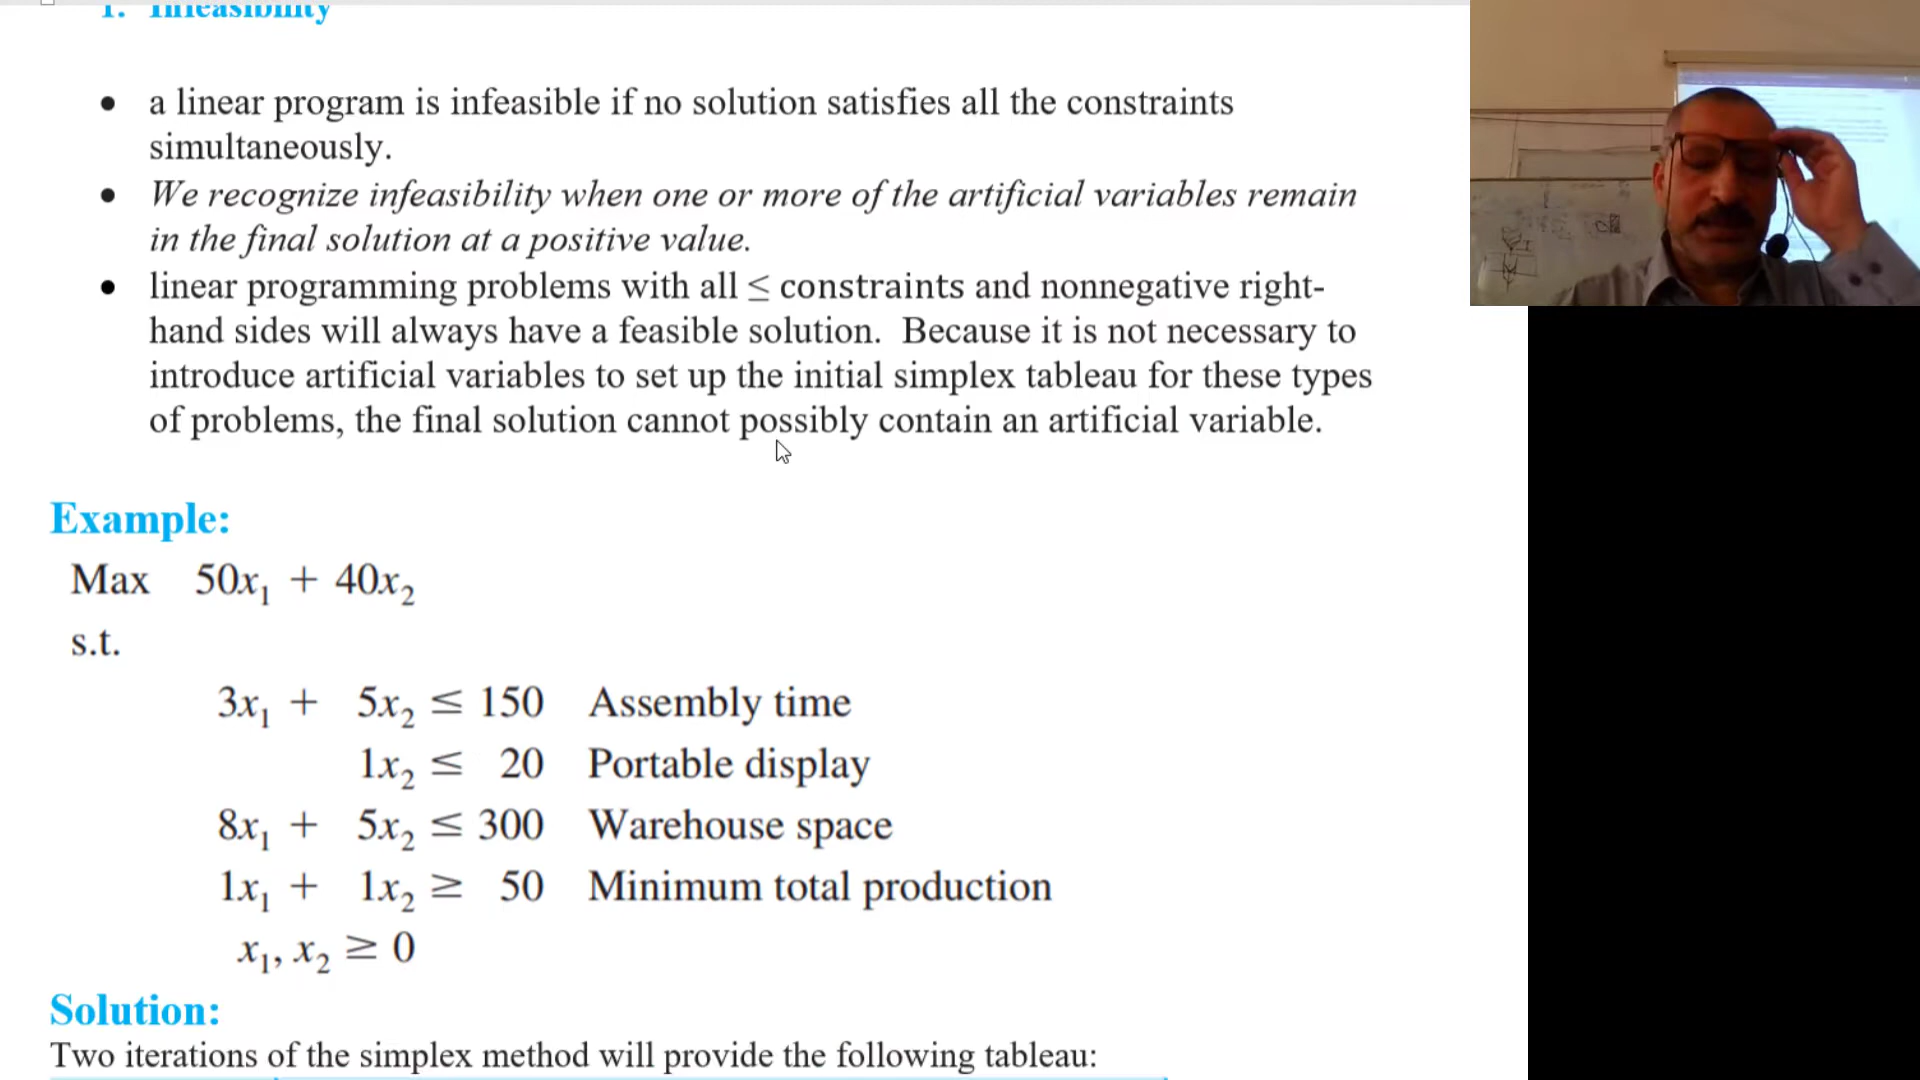 1. Infeasibility
• a linear program is infeasible if no solution satisfies all the constraints
simultaneously.
• We recognize infeasibility when one or more of the artificial variables remain
in the final solution at a positive value.
• linear programming problems with all ≤ constraints and nonnegative right-
hand sides will always have a feasible solution. Because it is not necessary to
introduce artificial variables to set up the initial simplex tableau for these types
of problems, the final solution cannot possibly contain an artificial variable.
Example:
Max 50x₁ + 40x₂
s.t.
3x₁ + 5x₂ ≤ 150 Assembly time
1x₂ ≤ 20 Portable display
8x₁ + 5x₂ ≤ 300 Warehouse space
1x₁ + 1x₂ ≥ 50 Minimum total production
x₁, x₂ ≥ 0
Solution:
Two iterations of the simplex method will provide the following tableau: